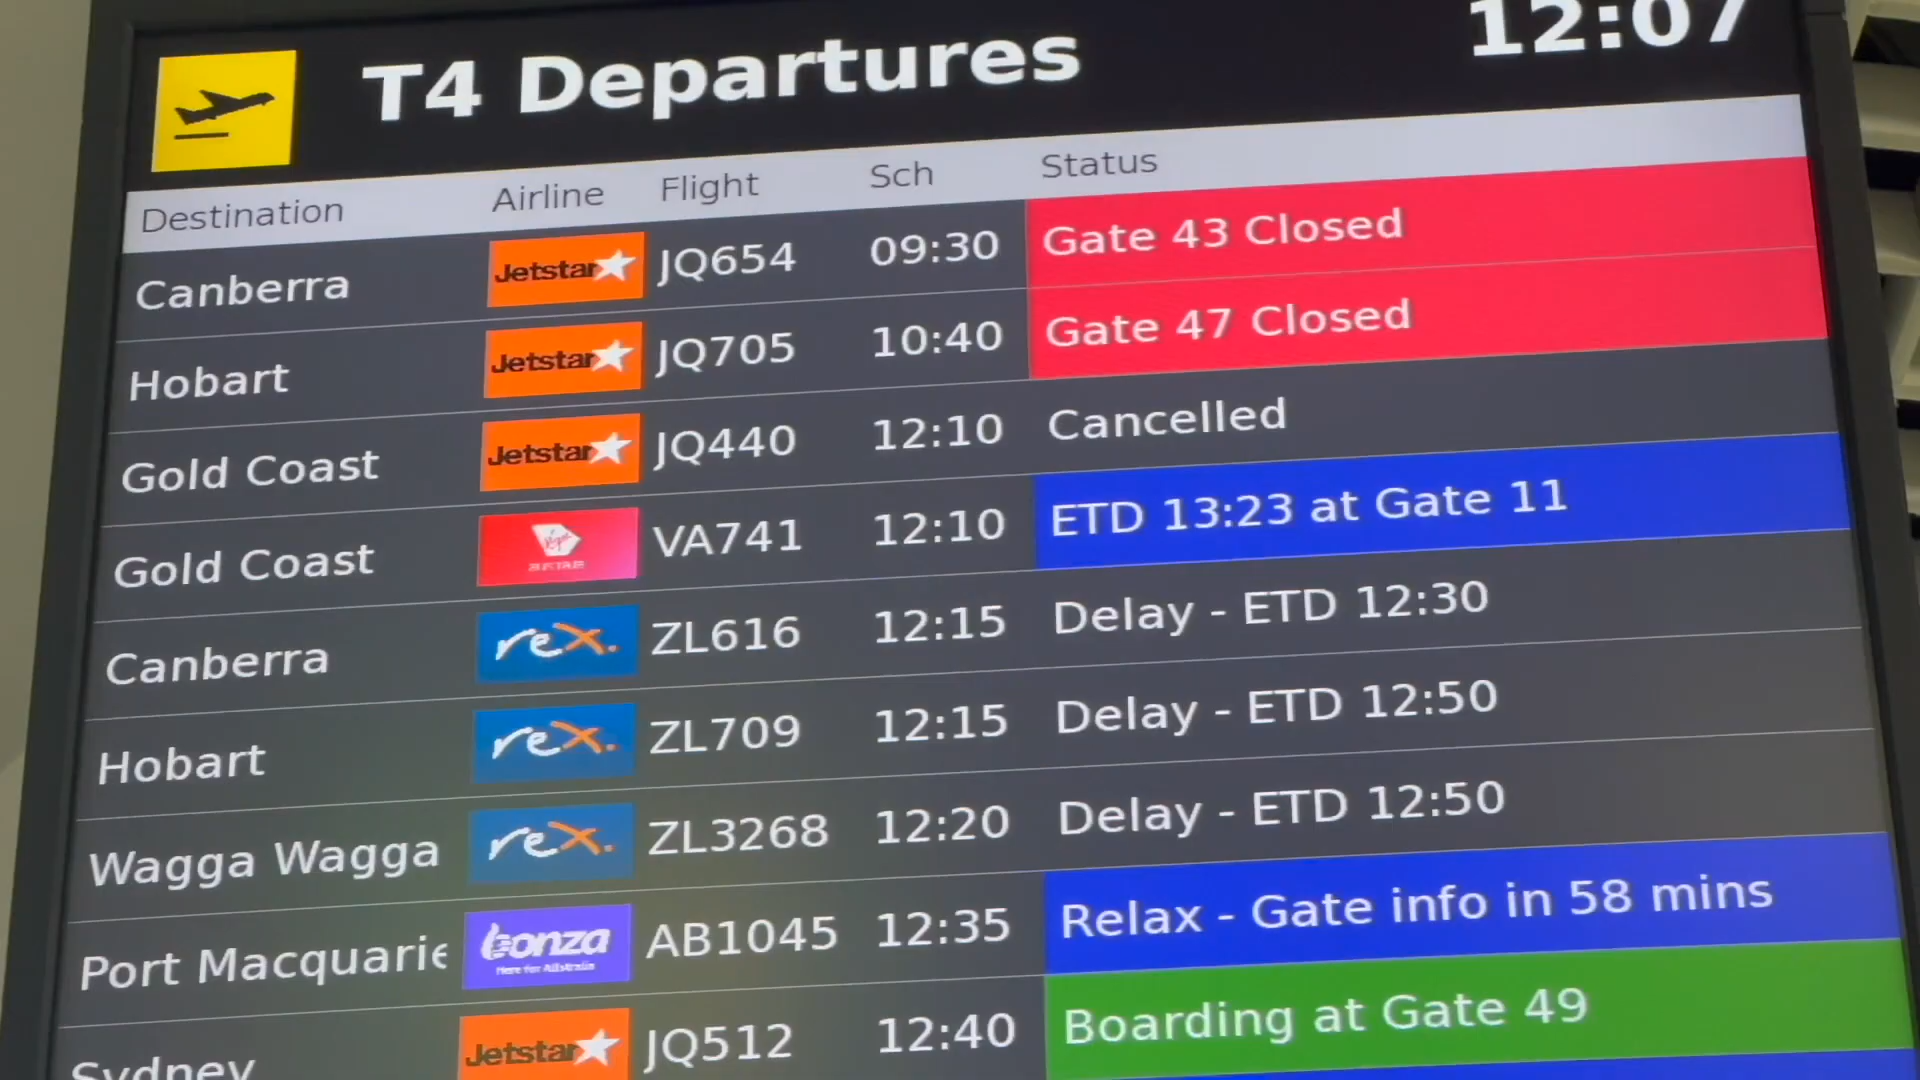 T4 Departures 12:07
Destination Airline Flight Sch Status
Canberra Jetstar JQ654 09:30 Gate 43 Closed
Hobart Jetstar JQ705 10:40 Gate 47 Closed
Gold Coast Jetstar JQ440 12:10 Cancelled
Gold Coast VA741 12:10 ETD 13:23 at Gate 11
Canberra rex. ZL616 12:15 Delay - ETD 12:30
Hobart rex. ZL709 12:15 Delay - ETD 12:50
Wagga Wagga rex. ZL3268 12:20 Delay - ETD 12:50
Port Macquarie bonza Here for Allstralia AB1045 12:35 Relax - Gate info in 58 mins
Sydney Jetstar JQ512 12:40 Boarding at Gate 49